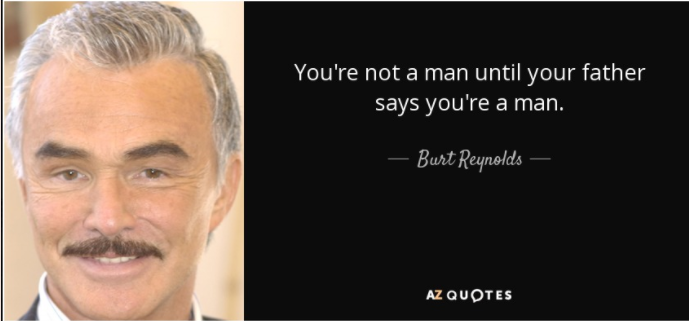 You're not a man until your father
says you're a man.
— Burt Reynolds —
AZ QUOTES